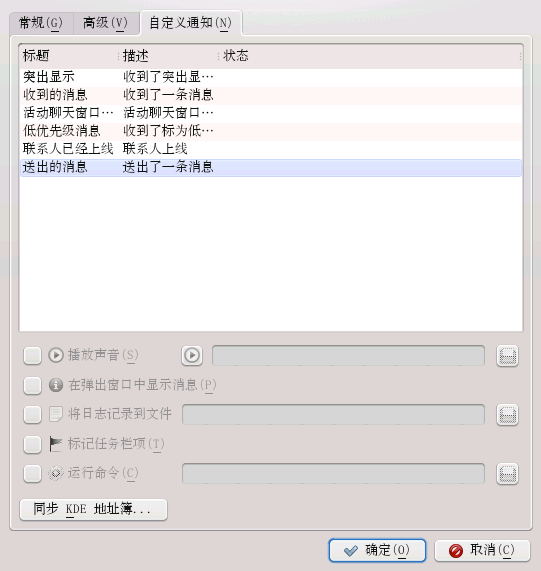 常规(G) 高级(V) 自定义通知(N)
标题 描述 状态
突出显示 收到了突出显…
收到的消息 收到了一条消息
活动聊天窗口… 活动聊天窗口…
低优先级消息 收到了标为低…
联系人已经上线 联系人上线
送出的消息 送出了一条消息
播放声音(S)
在弹出窗口中显示消息(P)
将日志记录到文件
标记任务栏项(T)
运行命令(C)
同步 KDE 地址簿...
确定(O) 取消(C)